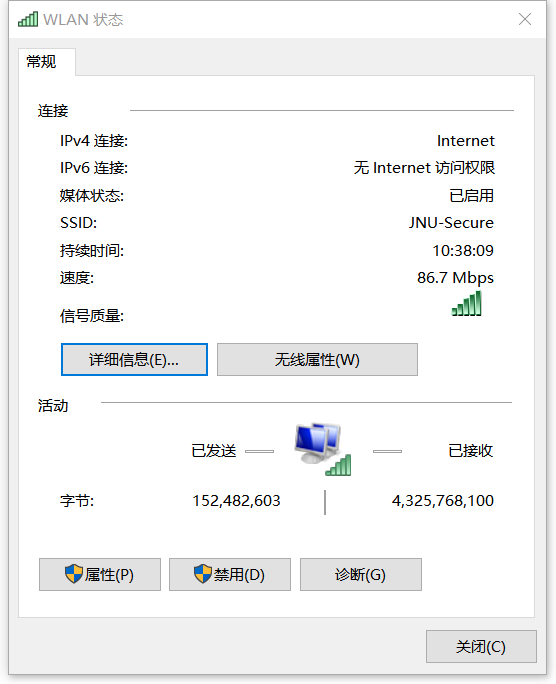 WLAN 状态
常规
连接
IPv4 连接: Internet
IPv6 连接: 无 Internet 访问权限
媒体状态: 已启用
SSID: JNU-Secure
持续时间: 10:38:09
速度: 86.7 Mbps
信号质量:
详细信息(E)... 无线属性(W)
活动
已发送 已接收
字节: 152,482,603 4,325,768,100
属性(P) 禁用(D) 诊断(G)
关闭(C)